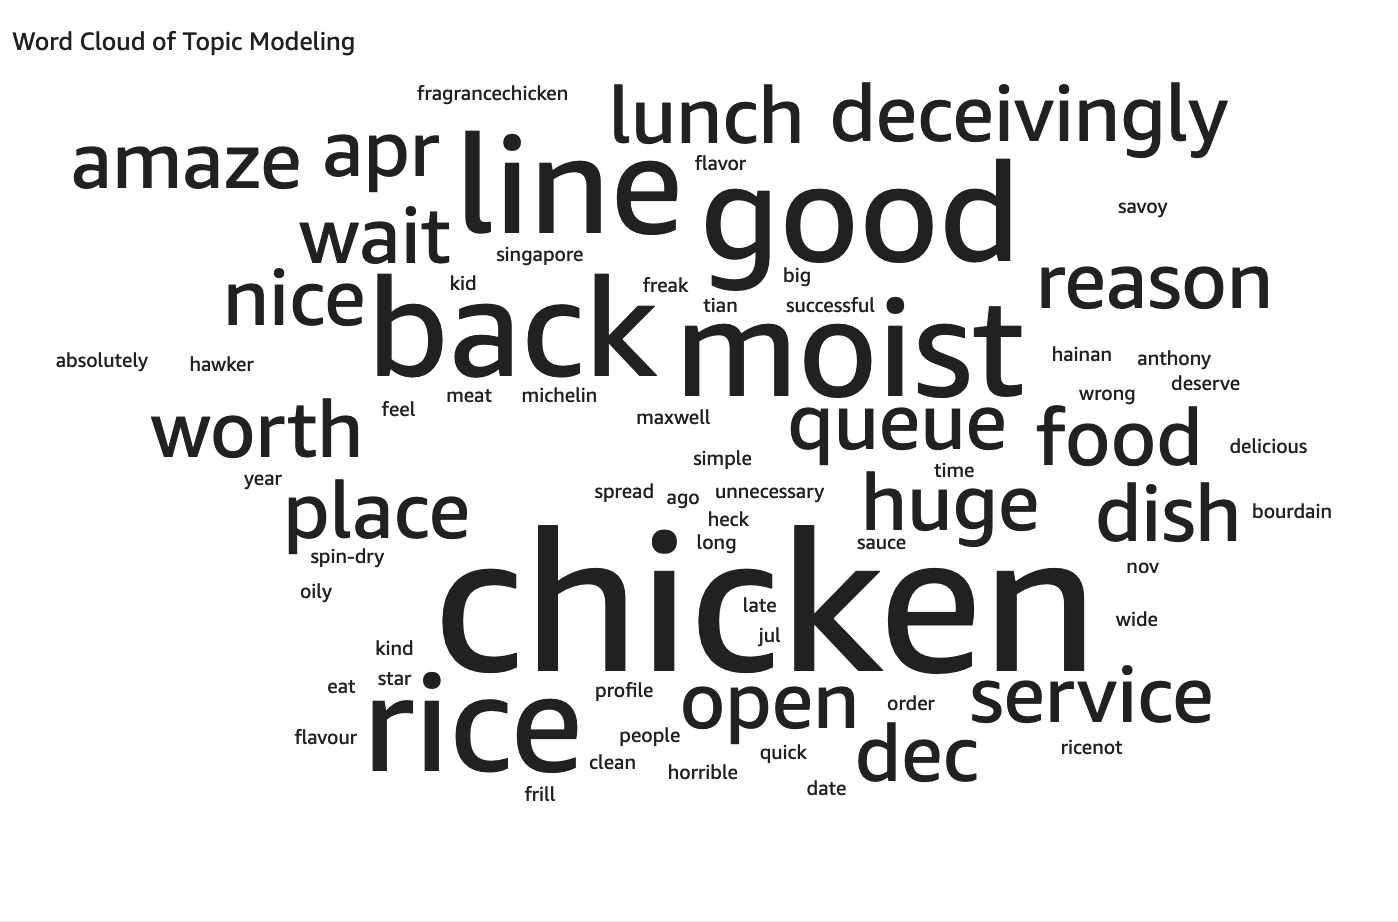 Word Cloud of Topic Modeling
fragrancechicken
lunch deceivingly
amaze apr line flavor good
savoy
wait singapore
nice kid freak big reason
back tian successful moist
absolutely hawker hainan anthony
meat michelin wrong deserve
worth feel maxwell queue food delicious
year simple time
place spread ago unnecessary huge dish bourdain
heck
spin-dry long sauce
oily chicken nov
late wide
kind jul
eat star profile open order service
flavour rice people quick dec ricenot
clean horrible
frill date